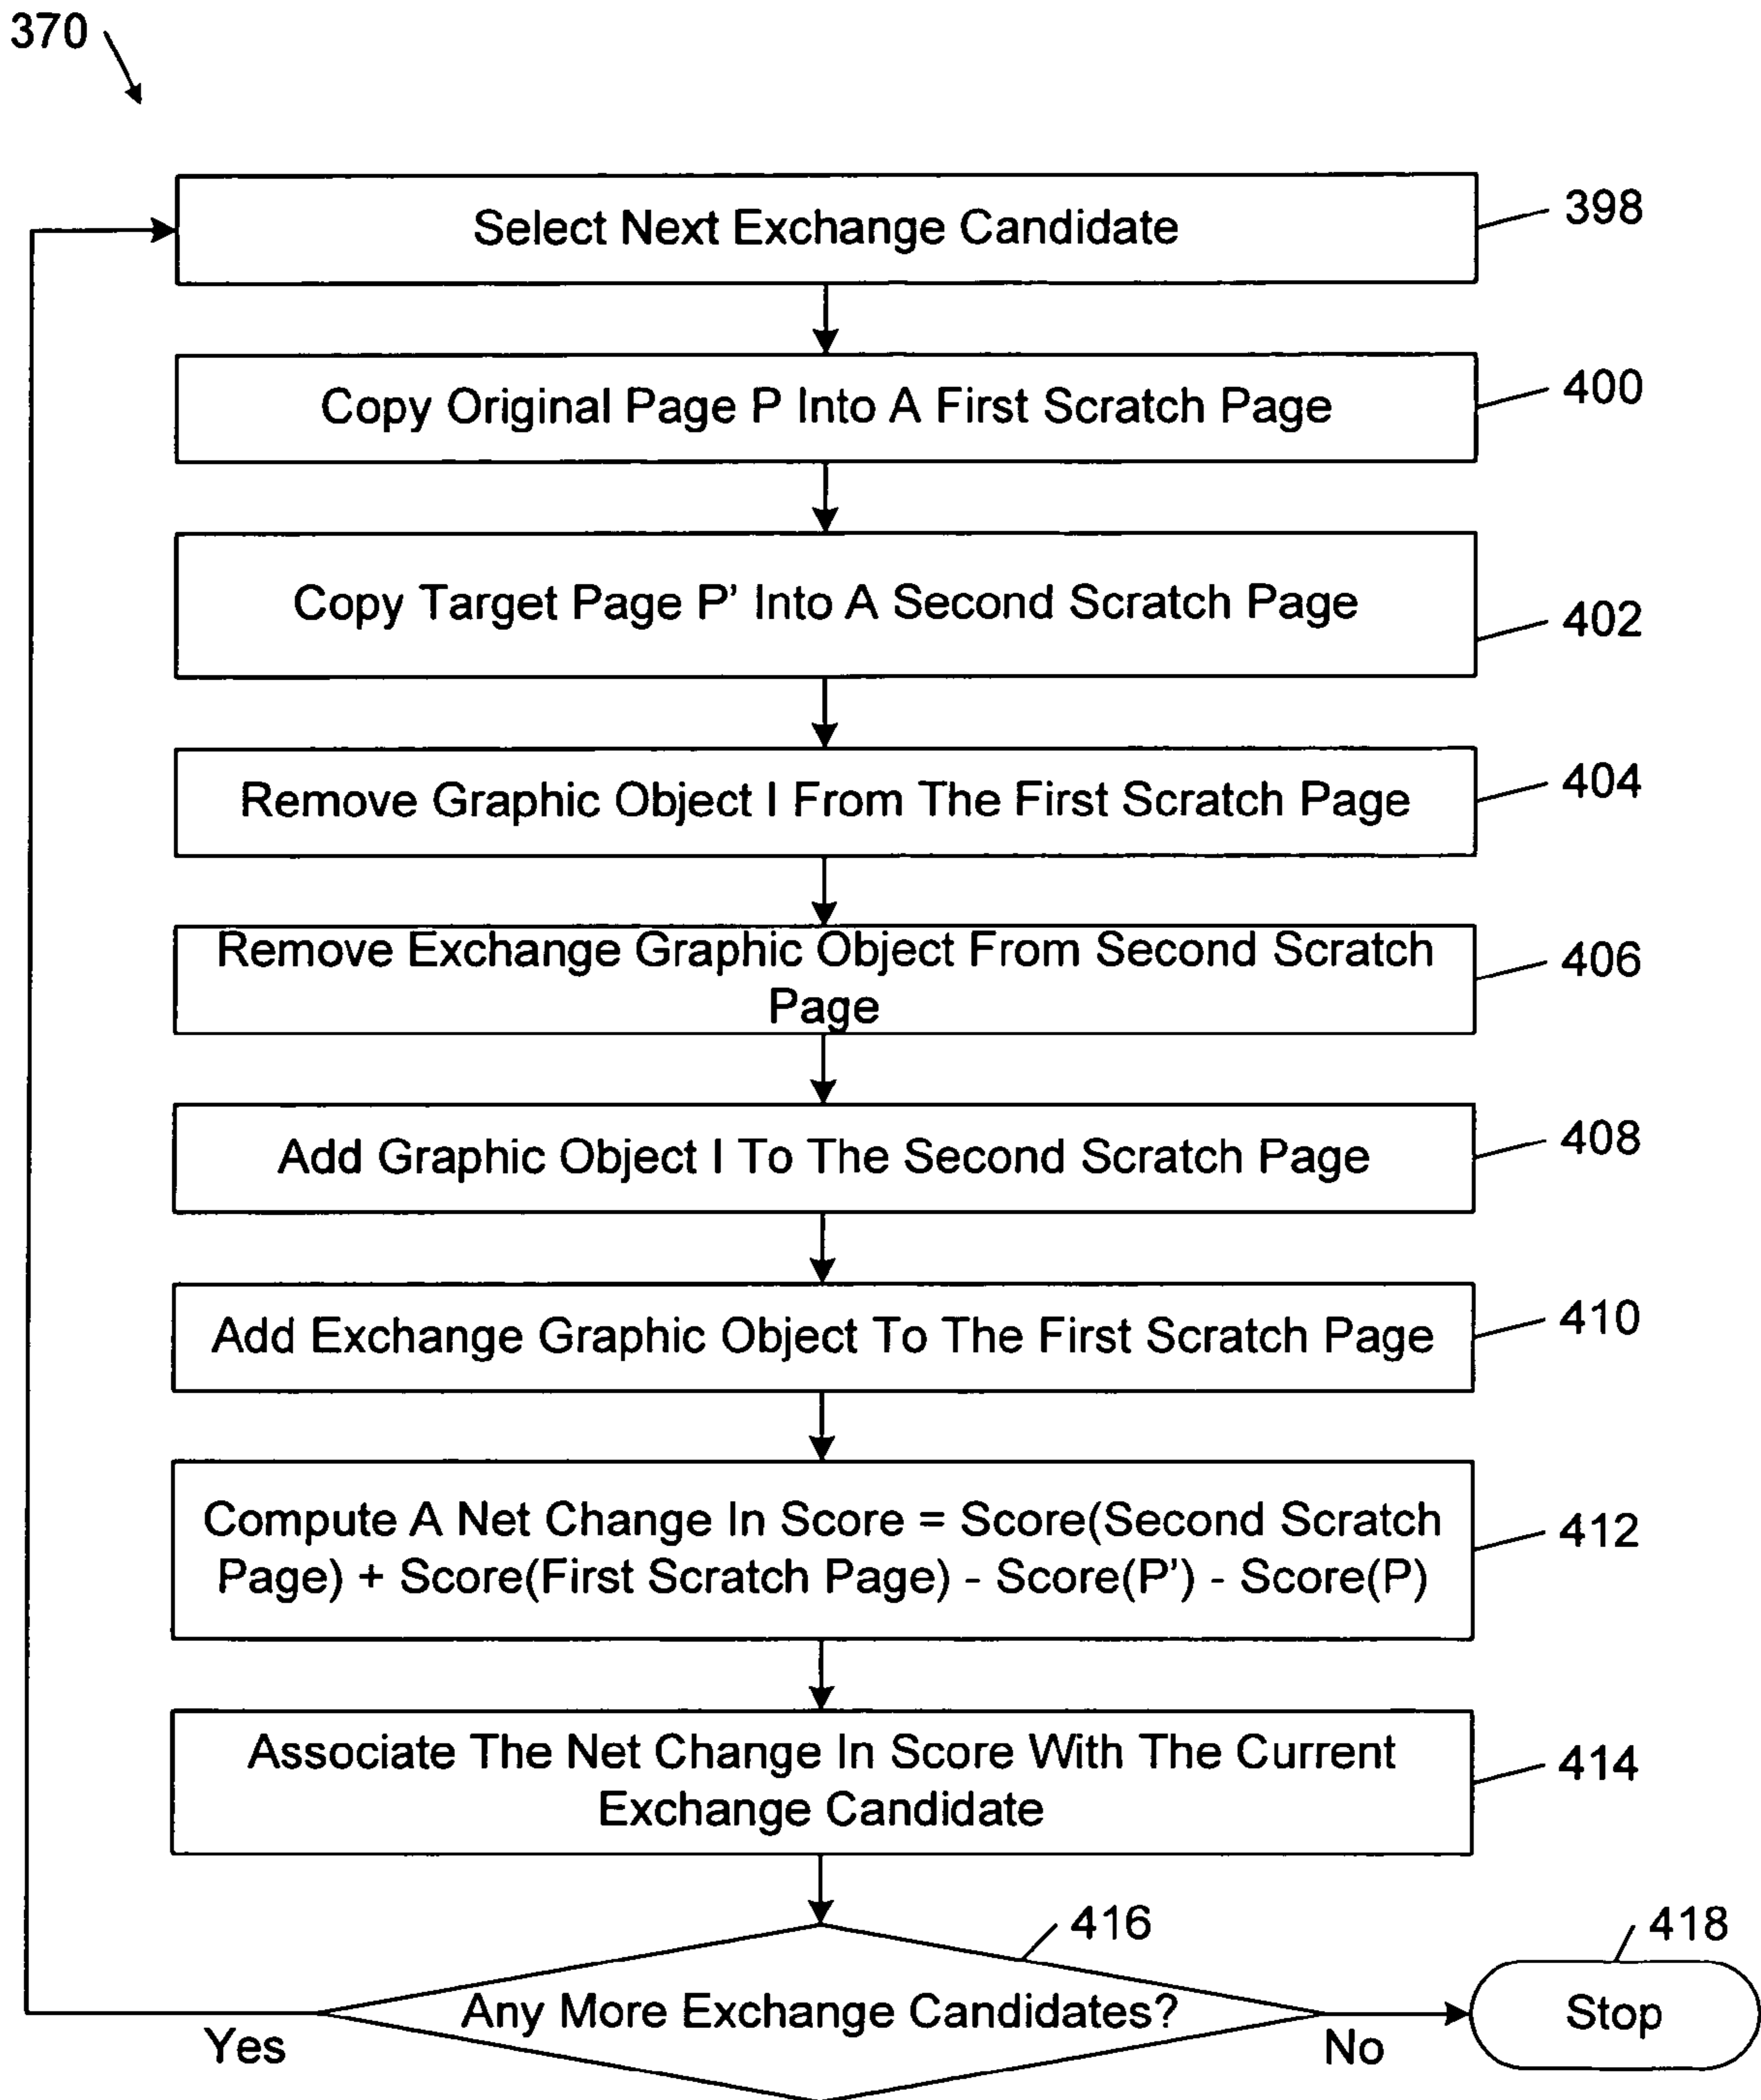 370
Select Next Exchange Candidate
398
Copy Original Page P Into A First Scratch Page
400
Copy Target Page P' Into A Second Scratch Page
402
Remove Graphic Object I From The First Scratch Page
404
Remove Exchange Graphic Object From Second Scratch
Page
406
Add Graphic Object I To The Second Scratch Page
408
Add Exchange Graphic Object To The First Scratch Page
410
Compute A Net Change In Score = Score(Second Scratch
Page) + Score(First Scratch Page) - Score(P') - Score(P)
412
Associate The Net Change In Score With The Current
Exchange Candidate
414
416
418
Any More Exchange Candidates?
Stop
Yes
No